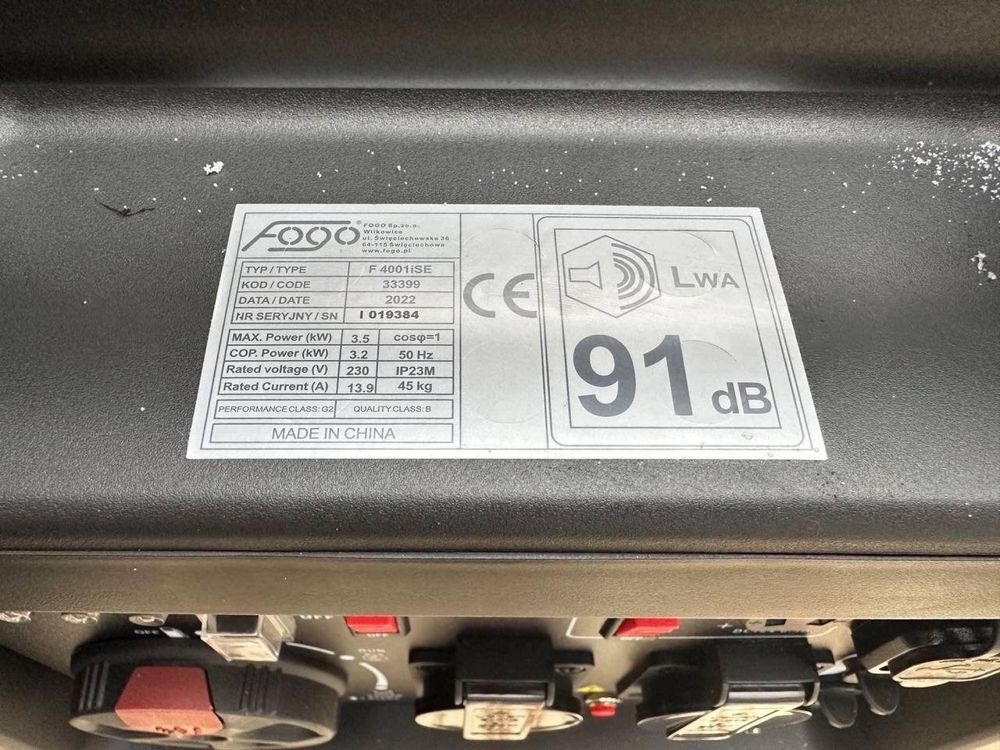 FOGO®
FOGO Sp.zo.o.
Wilkowice
ul. Święciechowska 36
64-115 Święciechowa
www.fogo.pl
TYP / TYPE F 4001iSE
KOD / CODE 33399
DATA / DATE 2022
NR SERYJNY / SN I 019384
MAX. Power (kW) 3.5 cosφ=1
COP. Power (kW) 3.2 50 Hz
Rated voltage (V) 230 IP23M
Rated Current (A) 13.9 45 kg
PERFORMANCE CLASS: G2 QUALITY CLASS: B
MADE IN CHINA
CE
LWA
91 dB
RUN